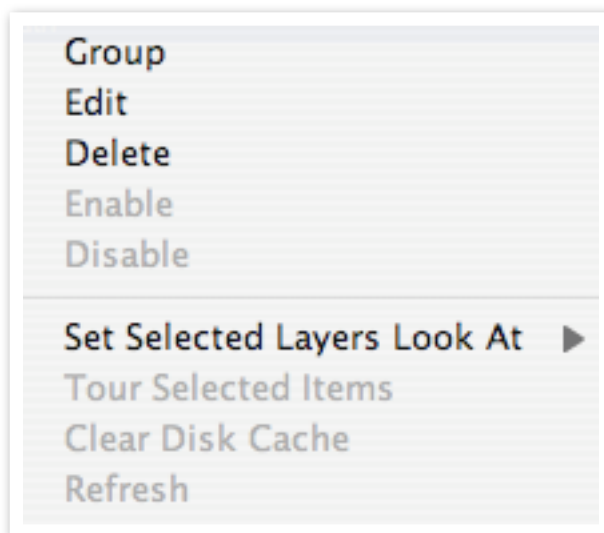 Group
Edit
Delete
Enable
Disable
Set Selected Layers Look At
Tour Selected Items
Clear Disk Cache
Refresh